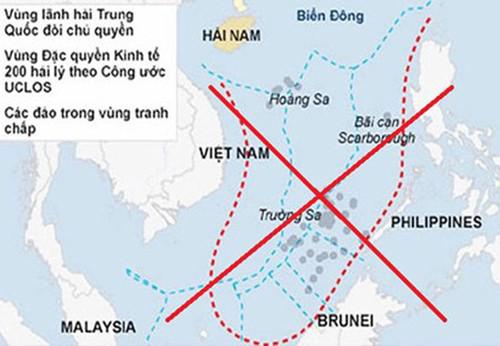 Vùng lãnh hải Trung
Quốc đòi chủ quyền
Vùng Đặc quyền Kinh tế
200 hải lý theo Công ước
UCLOS
Các đảo trong vùng tranh
chấp
Biển Đông
HẢI NAM
Hoàng Sa
Bãi cạn
Scarborough
VIỆT NAM
Trường Sa
PHILIPPINES
MALAYSIA
BRUNEI